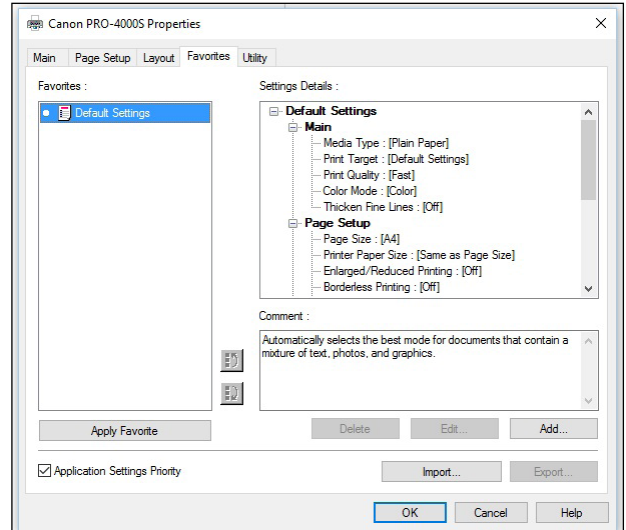 Canon PRO-4000S Properties
Main Page Setup Layout Favorites Utility
Favorites :
Default Settings
Apply Favorite
Settings Details :
Default Settings
Main
Media Type : [Plain Paper]
Print Target : [Default Settings]
Print Quality : [Fast]
Color Mode : [Color]
Thicken Fine Lines : [Off]
Page Setup
Page Size : [A4]
Printer Paper Size : [Same as Page Size]
Enlarged/Reduced Printing : [Off]
Borderless Printing : [Off]
Comment :
Automatically selects the best mode for documents that contain a
mixture of text, photos, and graphics.
Delete Edit... Add...
Application Settings Priority
Import... Export...
OK Cancel Help